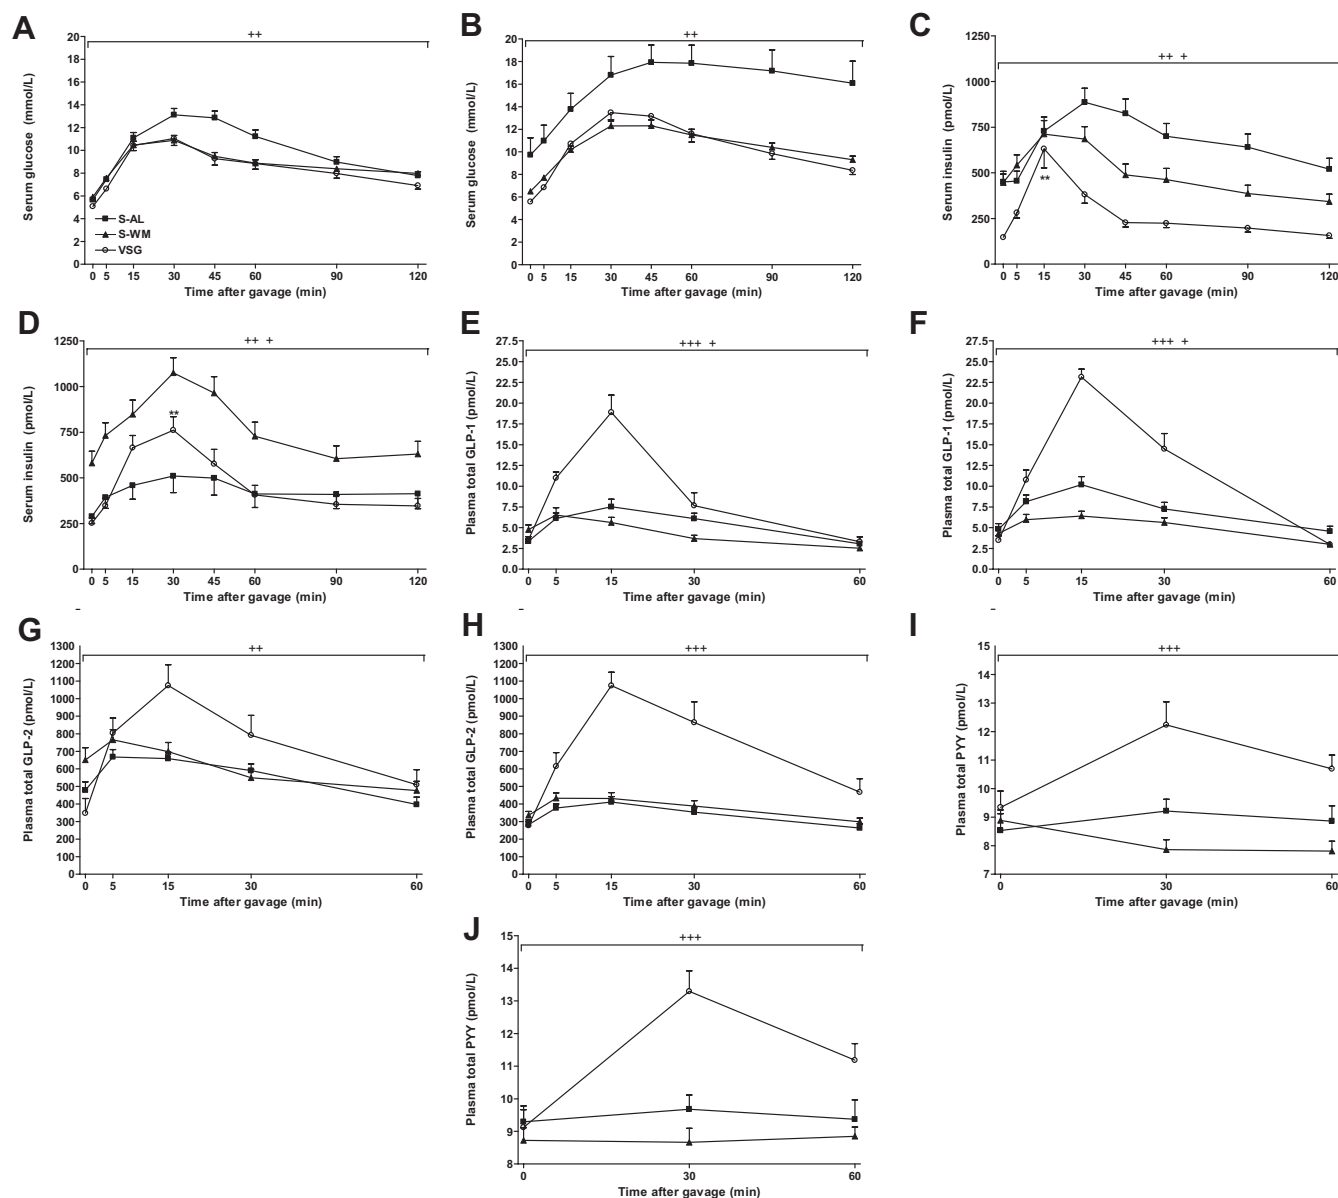 A
Serum glucose (mmol/L)
++
20
18
16
14
12
10
8
6
4
2
0
S-AL
S-WM
VSG
0 5 15 30 45 60 90 120
Time after gavage (min)
B
Serum glucose (mmol/L)
++
20
18
16
14
12
10
8
6
4
2
0
0 5 15 30 45 60 90 120
Time after gavage (min)
C
Serum insulin (pmol/L)
++ +
1250
1000
750
500
250
0
**
0 5 15 30 45 60 90 120
Time after gavage (min)
D
Serum insulin (pmol/L)
++ +
1250
1000
750
500
250
0
**
0 5 15 30 45 60 90 120
Time after gavage (min)
E
Plasma total GLP-1 (pmol/L)
+++ +
27.5
25.0
22.5
20.0
17.5
15.0
12.5
10.0
7.5
5.0
2.5
0.0
0 5 15 30 60
Time after gavage (min)
F
Plasma total GLP-1 (pmol/L)
+++ +
27.5
25.0
22.5
20.0
17.5
15.0
12.5
10.0
7.5
5.0
2.5
0.0
0 5 15 30 60
Time after gavage (min)
G
Plasma total GLP-2 (pmol/L)
++
1300
1200
1100
1000
900
800
700
600
500
400
300
200
100
0
0 5 15 30 60
Time after gavage (min)
H
Plasma total GLP-2 (pmol/L)
+++
1300
1200
1100
1000
900
800
700
600
500
400
300
200
100
0
0 5 15 30 60
Time after gavage (min)
I
Plasma total PYY (pmol/L)
+++
15
14
13
12
11
10
9
8
7
0 30 60
Time after gavage (min)
J
Plasma total PYY (pmol/L)
+++
15
14
13
12
11
10
9
8
0 30 60
Time after gavage (min)